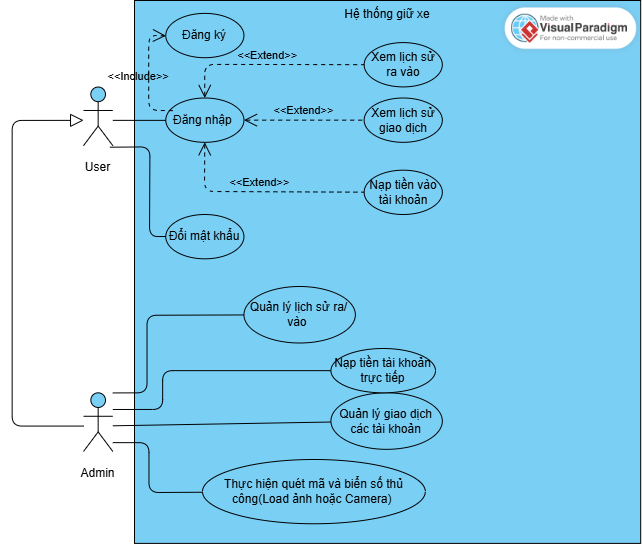 Hệ thống giữ xe
Made with
VisualParadigm
For non-commercial use
Đăng ký
<<Extend>>
Xem lịch sử
ra vào
<<Include>>
Đăng nhập
<<Extend>>
Xem lịch sử
giao dịch
User
<<Extend>>
Nạp tiền vào
tài khoản
Đổi mật khẩu
Quản lý lịch sử ra/
vào
Nạp tiền tài khoản
trực tiếp
Quản lý giao dịch
các tài khoản
Admin
Thực hiện quét mã và biển số thủ
công(Load ảnh hoặc Camera)